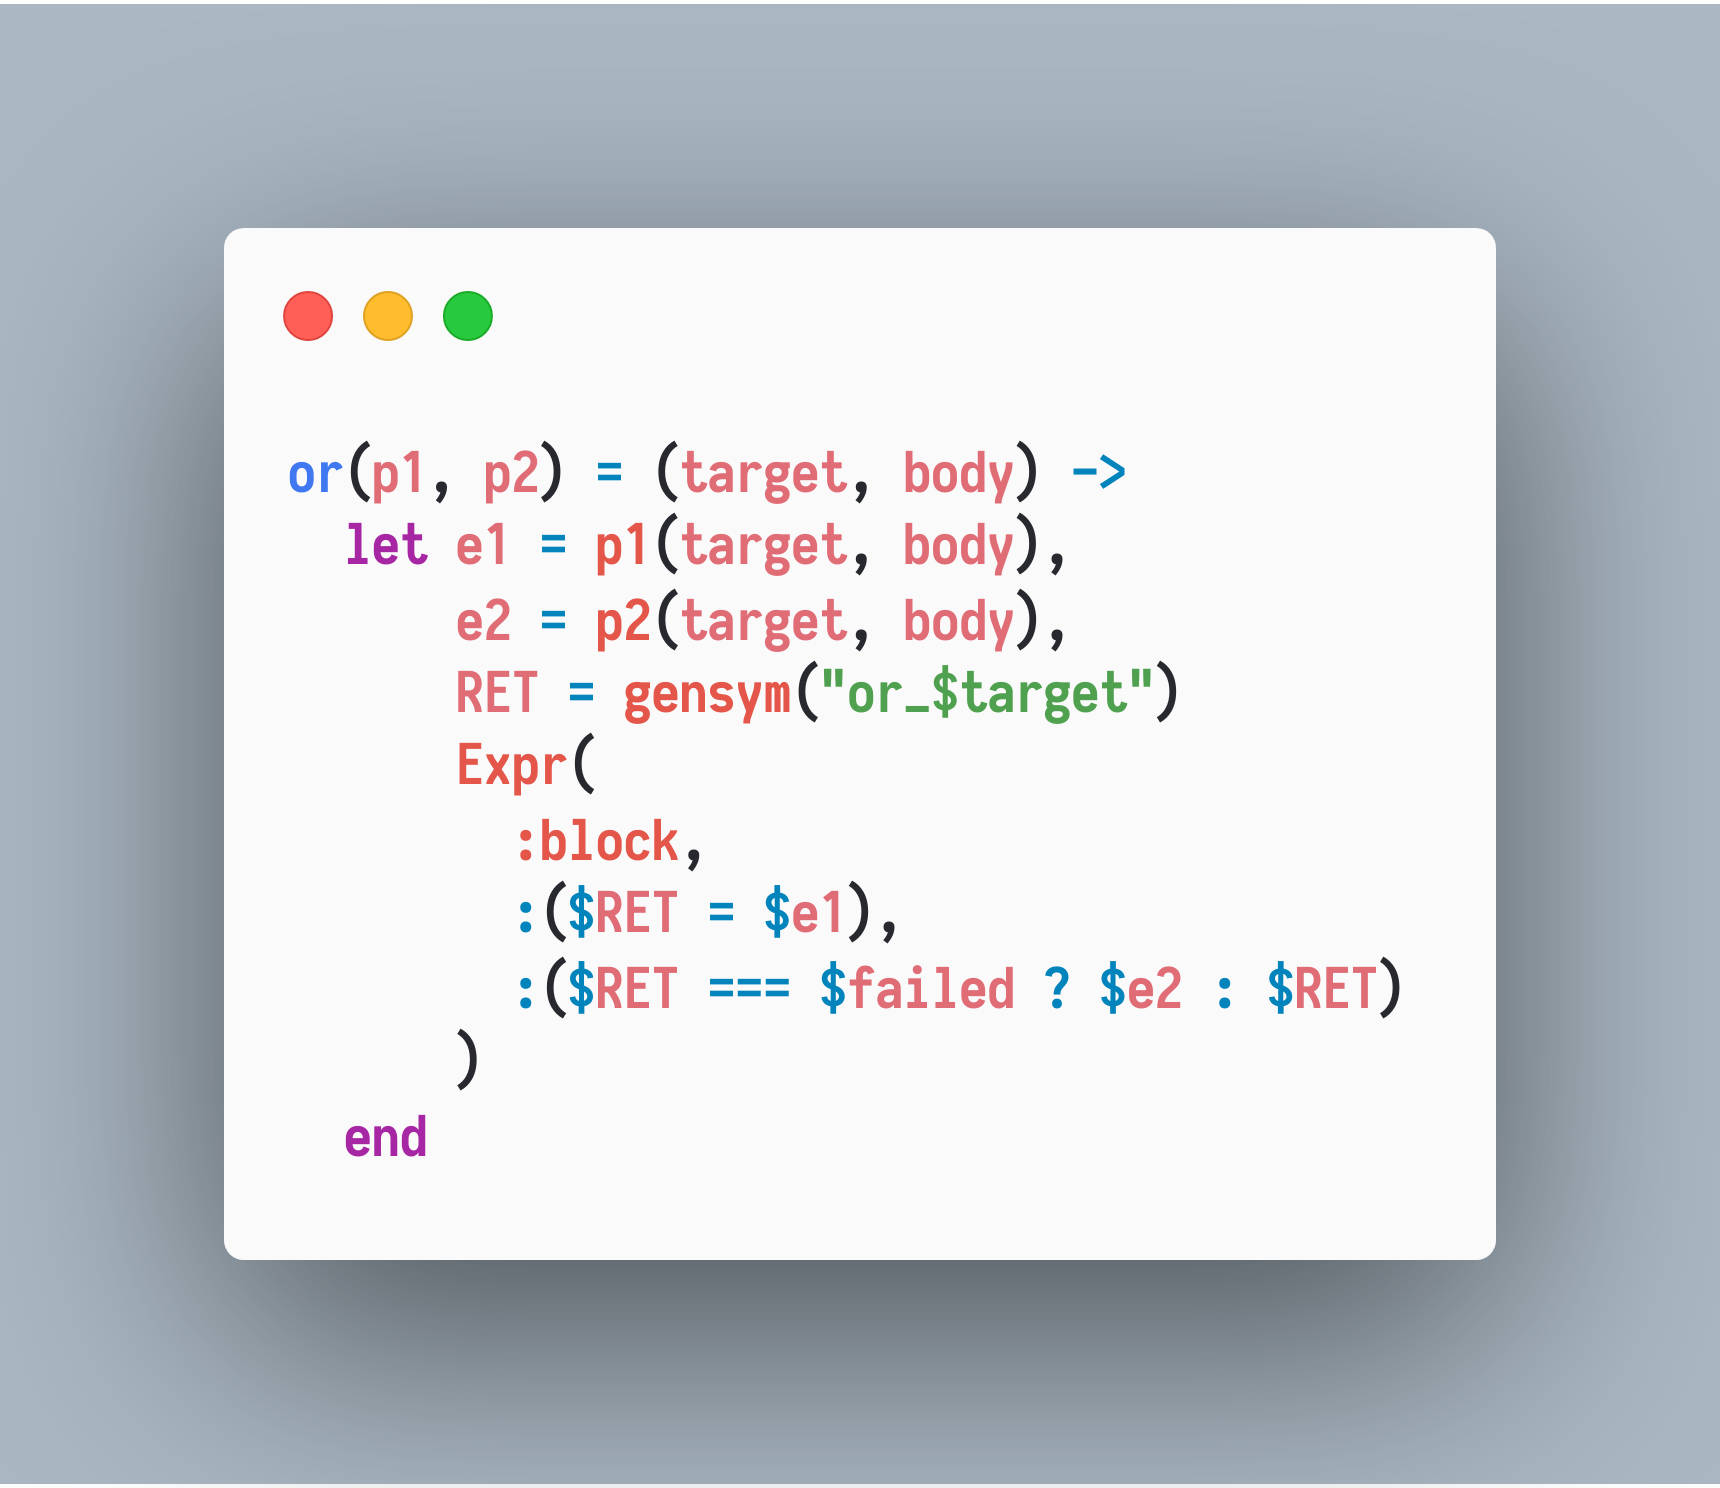 or(p1, p2) = (target, body) ->
  let e1 = p1(target, body),
      e2 = p2(target, body),
      RET = gensym("or_$target")
      Expr(
        :block,
        :($RET = $e1),
        :($RET === $failed ? $e2 : $RET)
      )
  end